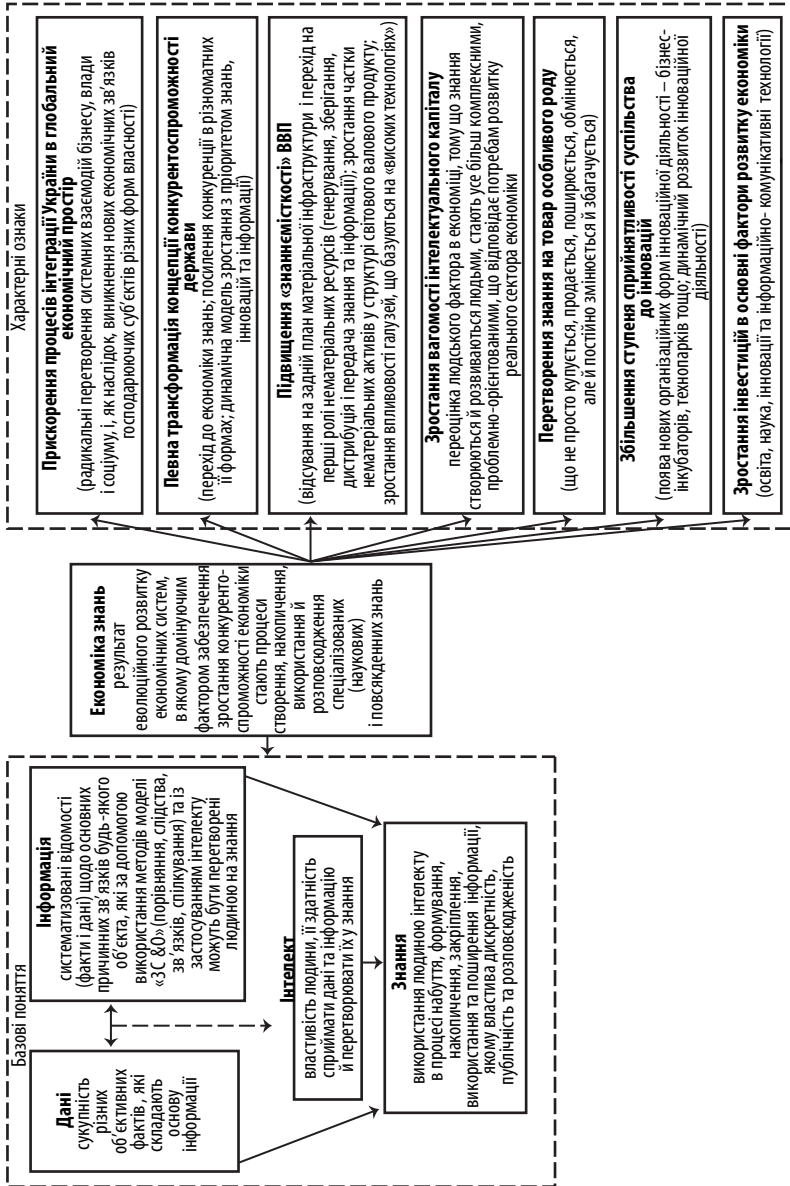 Базові поняття
Дані
сукупність
різних
об'єктивних
фактів , які
складають
основу
інформації
Інформація
систематизовані відомості
(факти і дані) щодо основних
причинних зв'язків будь -якого
об'єкта, які за допомогою
використання методів моделі
«3С &О» (порівняння, слідства,
зв'язків, спілкування) та із
застосуванням інтелекту
можуть бути перетворені
людиною на знання
Інтелект
властивість людини, її здатність
сприймати дані та інформацію
й перетворювати їх у знання
Знання
використання людиною інтелекту
в процесі набуття, формування,
накопичення, закріплення,
використання та поширення інформації,
якому властива дискретність,
публічність та розповсюдженість
Економіка знань
результат
еволюційного розвитку
економічних систем,
в якому домінуючим
фактором забезпечення
зростання конкуренто-
спроможності економіки
стають процеси
створення, накопичення,
використання й
розповсюдження
спеціалізованих
(наукових)
і повсякденних знань
Характерні ознаки
Прискорення процесів інтеграції України в глобальний
економічний простір
(радикальні перетворення системних взаємодій бізнесу, влади
і соціуму, і, як наслідок, виникнення нових економічних зв'язків
господарюючих суб'єктів різних форм власності)
Певна трансформація концепції конкурентоспроможності
держави
(перехід до економіки знань; посилення конкуренції в різноматних
її формах; динамічна модель зростання з пріоритетом знань,
інновацій та інформації)
Підвищення «знаннємісткості» ВВП
(відсування на задній план матеріальної інфраструктури і перехід на
перші ролі нематеріальних ресурсів (генерування, зберігання,
дистрибуція і передача знання та інформації); зростання частки
нематеріальних активів у структурі світового валового продукту;
зростання впливовості галузей, що базуються на «високих технологіях»)
Зростання вагомості інтелектуального капіталу
переоцінка людського фактора в економіці, тому що знання
створюються й розвиваються людьми, стають усе більш комплексними,
проблемно-орієнтованими, що відповідає потребам розвитку
реального сектора економіки
Перетворення знання на товар особливого роду
(що не просто купується, продається, поширюється, обмінюється,
але й постійно змінюється й збагачується)
Збільшення ступеня сприйнятливості суспільства
до інновацій
(поява нових організаційних форм інноваційної діяльності – бізнес-
інкубаторів, технопарків тощо; динамічний розвиток інноваційної
діяльності)
Зростання інвестицій в основні фактори розвитку економіки
(освіта, наука, інновації та інформаційно- комунікативні технології)